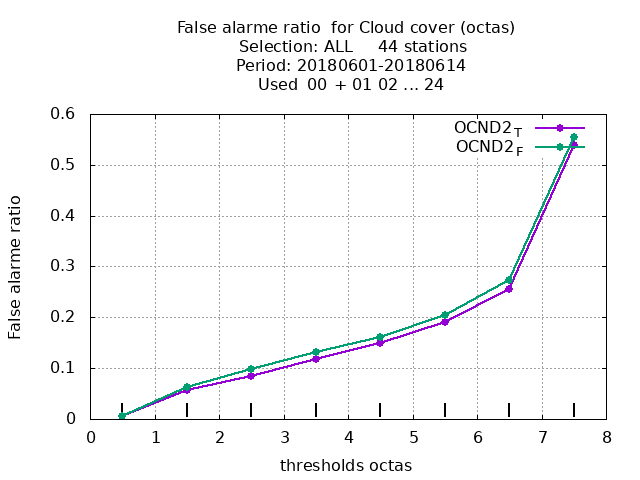 False alarme ratio  for Cloud cover (octas)
Selection: ALL     44 stations
Period: 20180601-20180614
Used  00  + 01 02 ... 24
OCND2T
OCND2F
False alarme ratio
0.6
0.5
0.4
0.3
0.2
0.1
0
0 1 2 3 4 5 6 7 8
thresholds octas